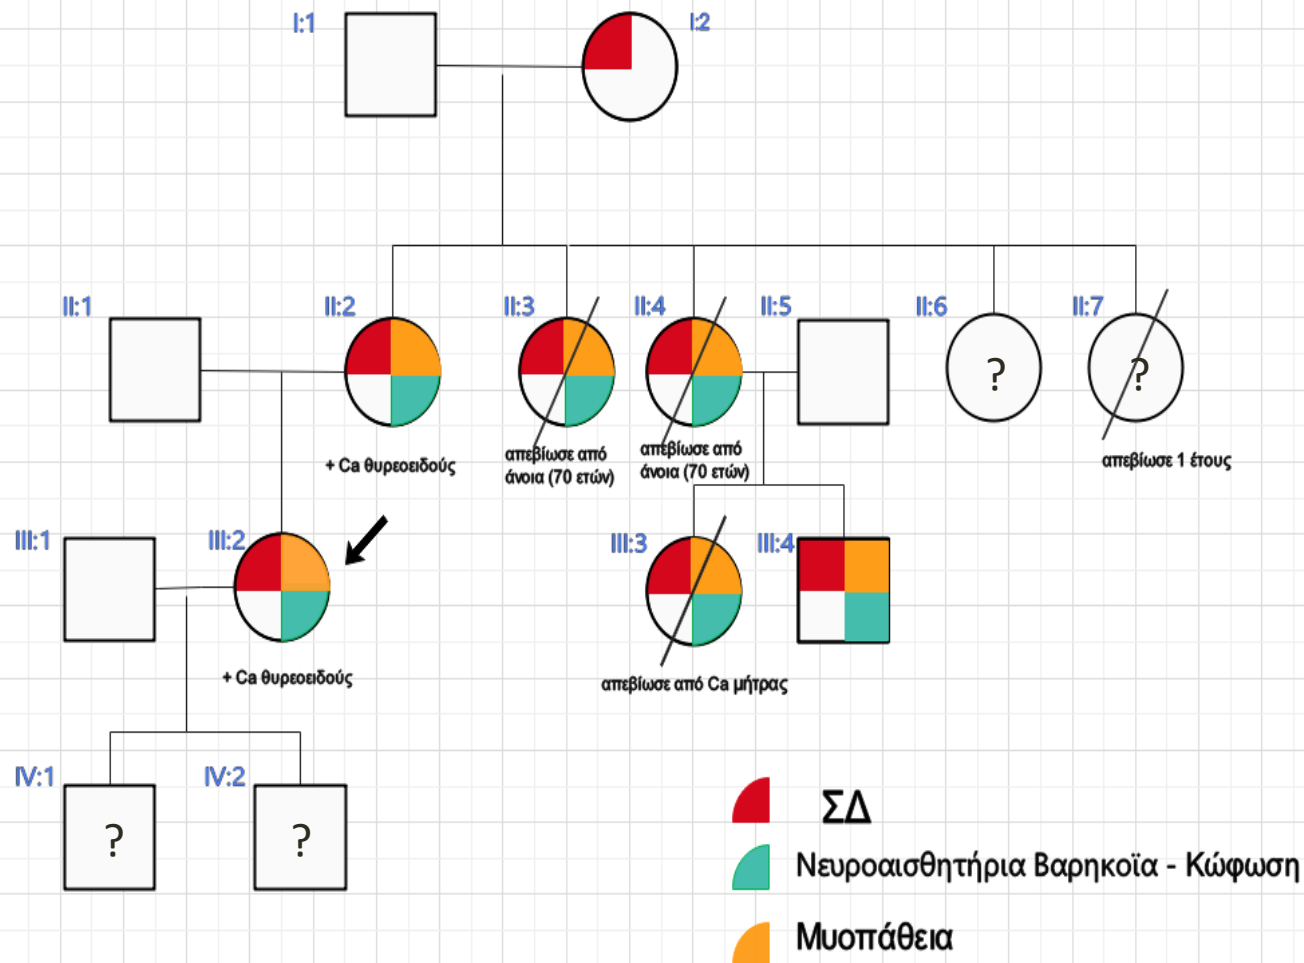 I:1
I:2
II:1
II:2
II:3
II:4
II:5
II:6
II:7
?
?
+ Ca θυρεοειδούς
απεβίωσε από
άνοια (70 ετών)
απεβίωσε από
άνοια (70 ετών)
απεβίωσε 1 έτους
III:1
III:2
III:3
III:4
+ Ca θυρεοειδούς
απεβίωσε από Ca μήτρας
IV:1
IV:2
?
?
ΣΔ
Νευροαισθητήρια Βαρηκοϊα - Κώφωση
Μυοπάθεια